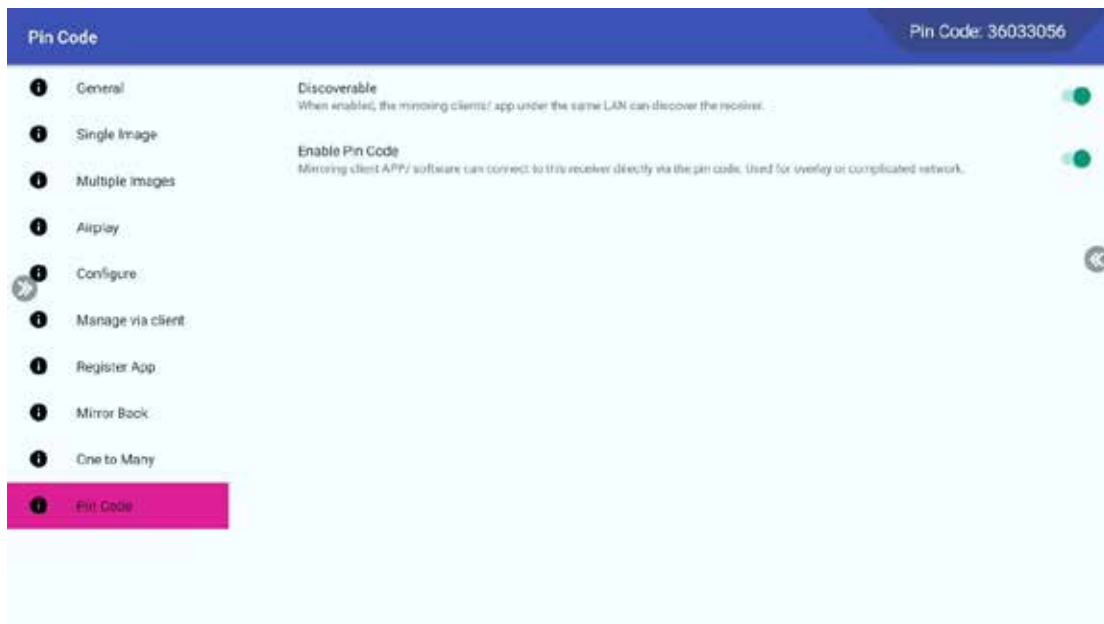 Pin Code
Pin Code: 36033056
General
Single Image
Multiple Images
Airplay
Configure
Manage via client
Register App
Mirror Back
One to Many
Pin Code
Discoverable
When enabled, the mirroring clients/ app under the same LAN can discover the receiver.
Enable Pin Code
Mirroring client APP/ software can connect to this receiver directly via the pin code. Used for overlay or complicated network.